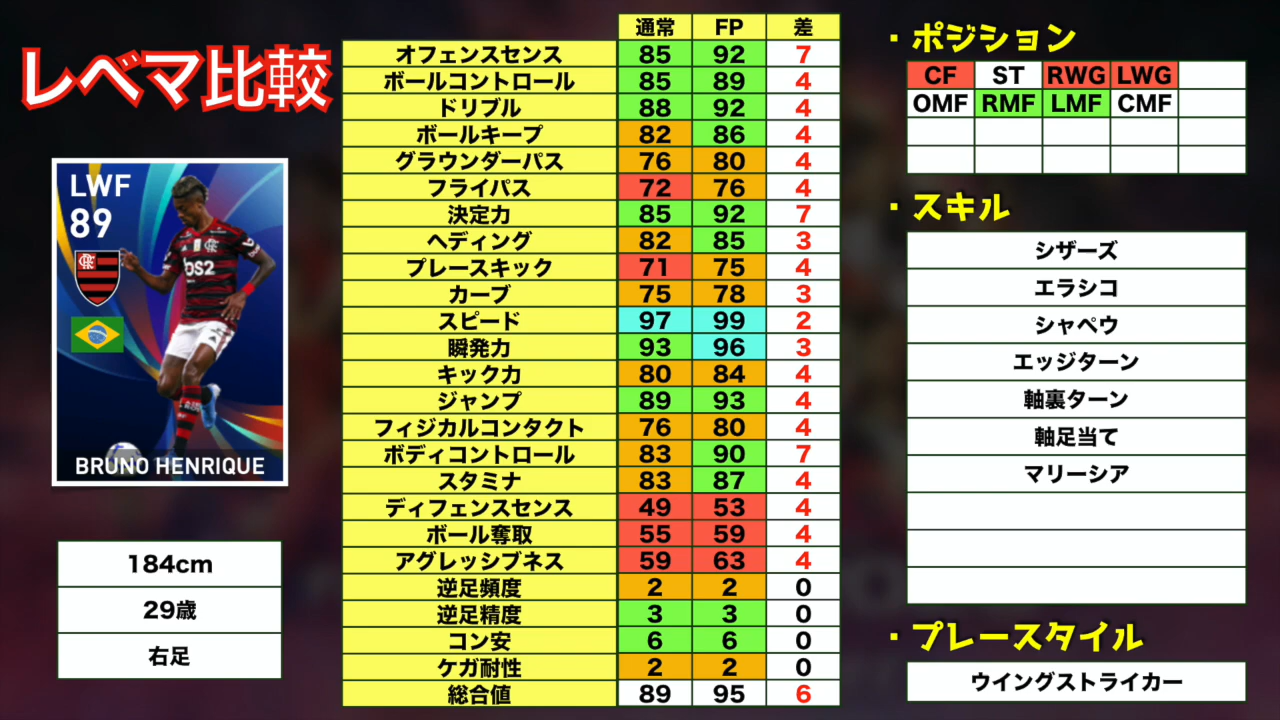 レベマ比較
LWF
89
CRF
BS2
BRUNO HENRIQUE
184cm
29歳
右足
通常 FP 差
オフェンスセンス 85 92 7
ボールコントロール 85 89 4
ドリブル 88 92 4
ボールキープ 82 86 4
グラウンダーパス 76 80 4
フライパス 72 76 4
決定力 85 92 7
ヘディング 82 85 3
プレースキック 71 75 4
カーブ 75 78 3
スピード 97 99 2
瞬発力 93 96 3
キック力 80 84 4
ジャンプ 89 93 4
フィジカルコンタクト 76 80 4
ボディコントロール 83 90 7
スタミナ 83 87 4
ディフェンスセンス 49 53 4
ボール奪取 55 59 4
アグレッシブネス 59 63 4
逆足頻度 2 2 0
逆足精度 3 3 0
コン安 6 6 0
ケガ耐性 2 2 0
総合値 89 95 6
・ポジション
CF ST RWG LWG
OMF RMF LMF CMF
・スキル
シザーズ
エラシコ
シャペウ
エッジターン
軸裏ターン
軸足当て
マリーシア
・プレースタイル
ウイングストライカー